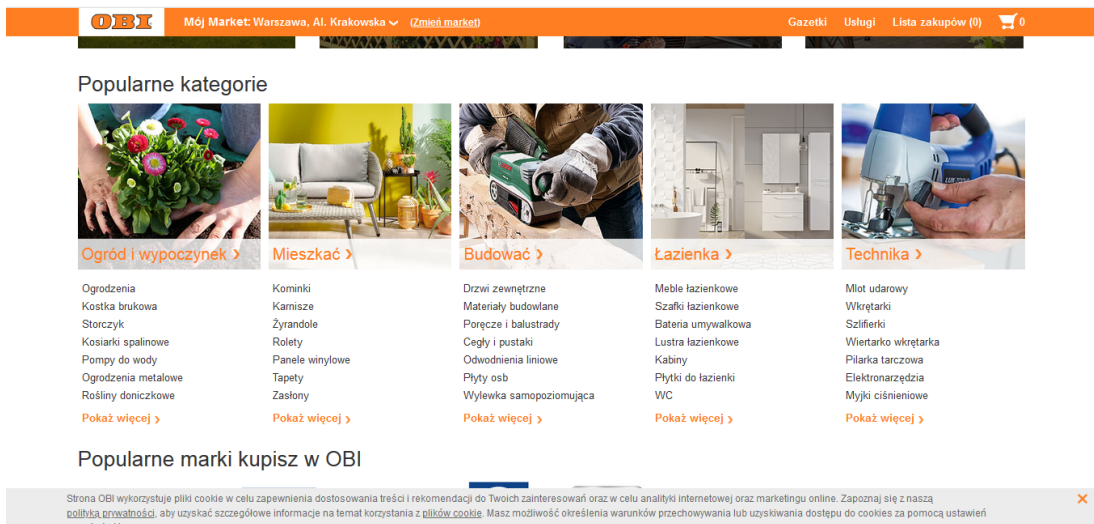 OBI
Mój Market: Warszawa, Al. Krakowska (Zmień market)
Gazetki Usługi Lista zakupów (0) 0
Popularne kategorie
Ogród i wypoczynek ›
Ogrodzenia
Kostka brukowa
Storczyk
Kosiarki spalinowe
Pompy do wody
Ogrodzenia metalowe
Rośliny doniczkowe
Pokaż więcej ›
Mieszkać ›
Kominki
Karnisze
Żyrandole
Rolety
Panele winylowe
Tapety
Zasłony
Pokaż więcej ›
Budować ›
Drzwi zewnętrzne
Materiały budowlane
Poręcze i balustrady
Cegły i pustaki
Odwodnienia liniowe
Płyty osb
Wylewka samopoziomująca
Pokaż więcej ›
Łazienka ›
Meble łazienkowe
Szafki łazienkowe
Bateria umywalkowa
Lustra łazienkowe
Kabiny
Płytki do łazienki
WC
Pokaż więcej ›
Technika ›
Mlot udarowy
Wkrętarki
Szlifierki
Wiertarko wkrętarka
Pilarka tarczowa
Elektronarzędzia
Myjki ciśnieniowe
Pokaż więcej ›
Popularne marki kupisz w OBI
Strona OBI wykorzystuje pliki cookie w celu zapewnienia dostosowania treści i rekomendacji do Twoich zainteresowań oraz w celu analityki internetowej oraz marketingu online. Zapoznaj się z naszą
polityką prywatności, aby uzyskać szczegółowe informacje na temat korzystania z plików cookie. Masz możliwość określenia warunków przechowywania lub uzyskiwania dostępu do cookies za pomocą ustawień